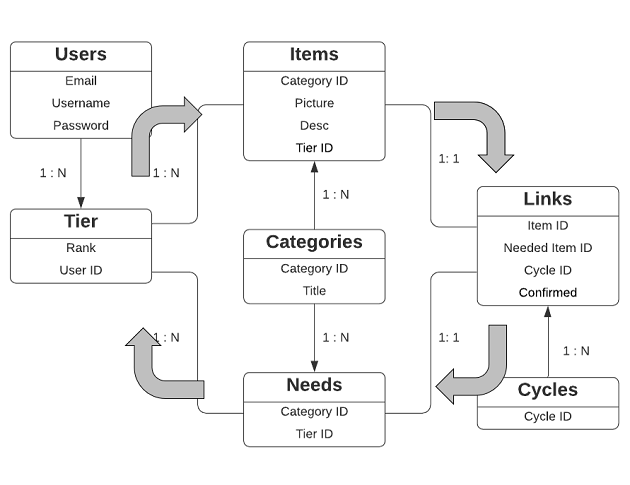 Users
Email
Username
Password
1 : N
Tier
Rank
User ID
1 : N
1 : N
Items
Category ID
Picture
Desc
Tier ID
1 : N
Categories
Category ID
Title
1 : N
Needs
Category ID
Tier ID
1: 1
1: 1
Links
Item ID
Needed Item ID
Cycle ID
Confirmed
1 : N
Cycles
Cycle ID